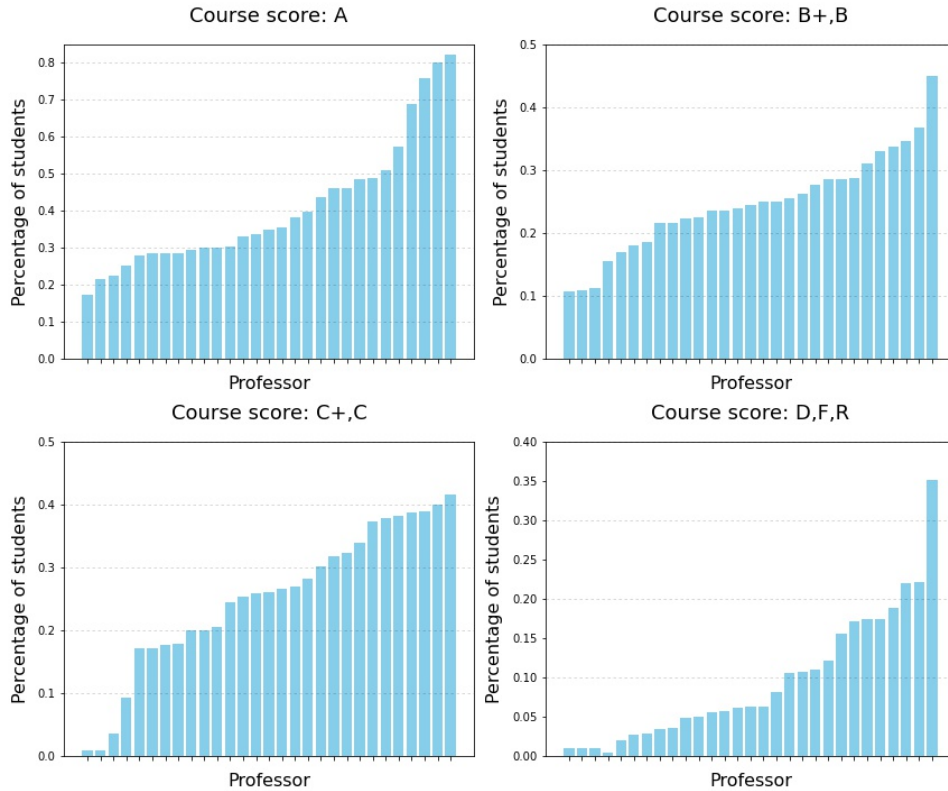 Course score: A
Percentage of students
0.8
0.7
0.6
0.5
0.4
0.3
0.2
0.1
0.0
Professor
Course score: B+,B
Percentage of students
0.5
0.4
0.3
0.2
0.1
0.0
Professor
Course score: C+,C
Percentage of students
0.5
0.4
0.3
0.2
0.1
0.0
Professor
Course score: D,F,R
Percentage of students
0.40
0.35
0.30
0.25
0.20
0.15
0.10
0.05
0.00
Professor